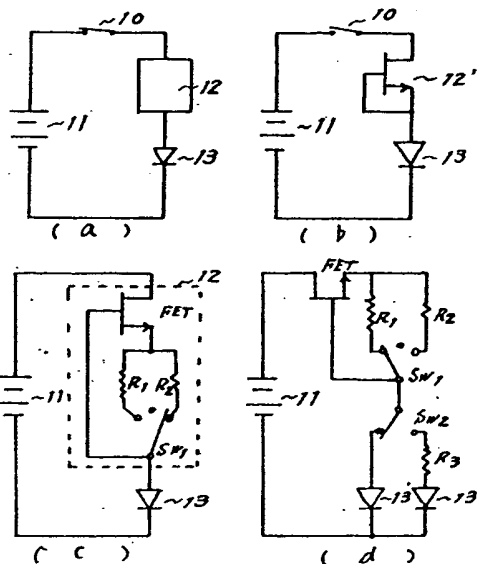 10
11
12
13
( a )
10
11
12'
13
( b )
12
FET
R1
R2
SW1
11
13
( c )
FET
R1
R2
SW1
SW2
11
R3
13'
13
( d )